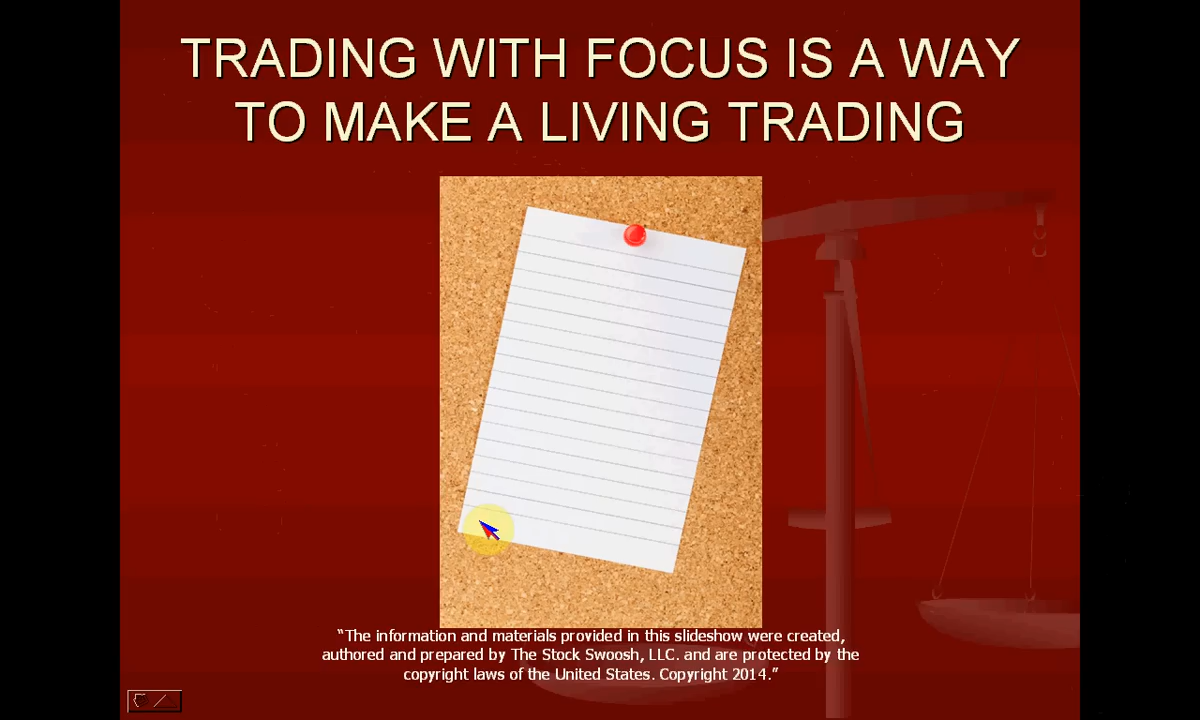 TRADING WITH FOCUS IS A WAY
TO MAKE A LIVING TRADING
“The information and materials provided in this slideshow were created,
authored and prepared by The Stock Swoosh, LLC. and are protected by the
copyright laws of the United States. Copyright 2014.”